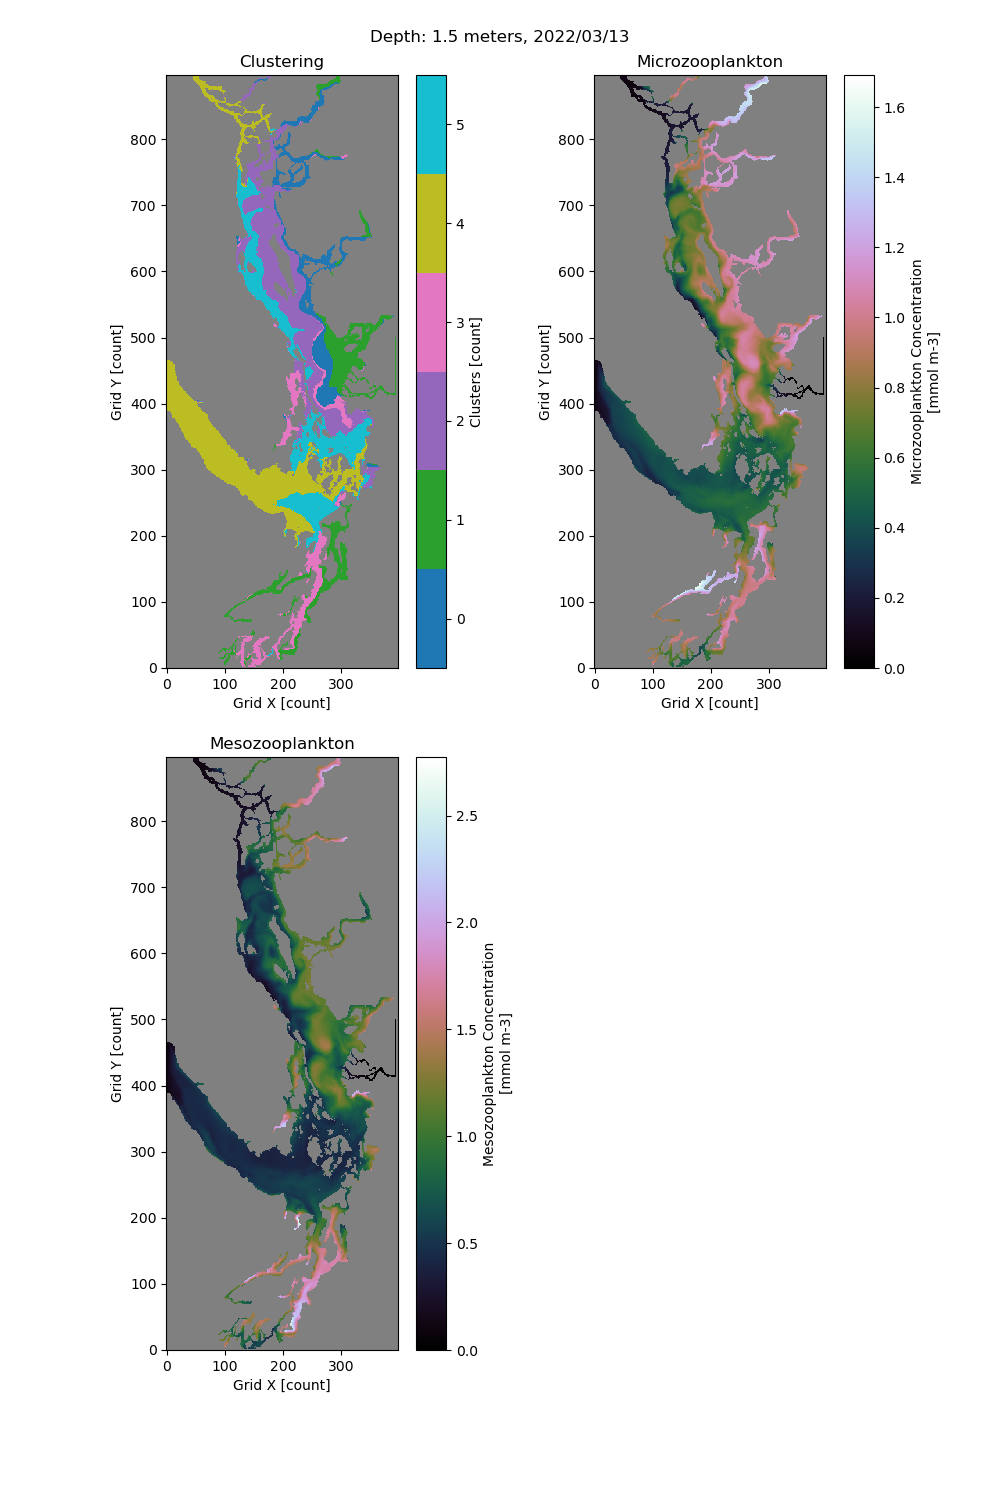 Depth: 1.5 meters, 2022/03/13
Clustering
Grid Y [count]
800
700
600
500
400
300
200
100
0
0 100 200 300
Grid X [count]
5
4
3
2
1
0
Clusters [count]
Microzooplankton
Grid Y [count]
800
700
600
500
400
300
200
100
0
0 100 200 300
Grid X [count]
1.6
1.4
1.2
1.0
0.8
0.6
0.4
0.2
0.0
Microzooplankton Concentration
[mmol m-3]
Mesozooplankton
Grid Y [count]
800
700
600
500
400
300
200
100
0
0 100 200 300
Grid X [count]
2.5
2.0
1.5
1.0
0.5
0.0
Mesozooplankton Concentration
[mmol m-3]